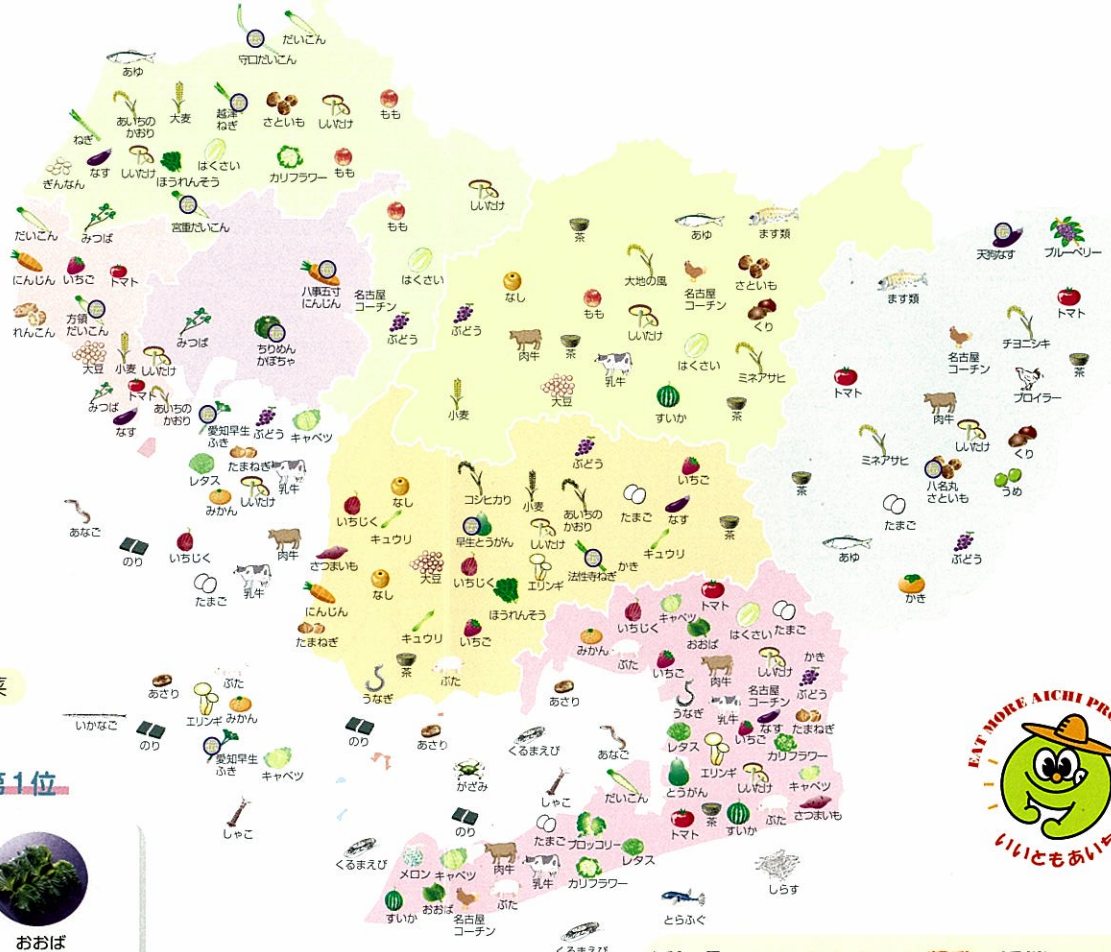 守口だいこん
だいこん
あゆ
あいちの
かおり
大麦
越津
ねぎ
さといも
しいたけ
もも
ねぎ
ぎんなん
なす
しいたけ
ほうれんそう
はくさい
カリフラワー
もも
宮重だいこん
だいこん
みつば
にんじん
いちご
トマト
れんこん
方領
だいこん
大豆
小麦
しいたけ
みつば
トマト
あいちの
かおり
なす
八事五寸
にんじん
みつば
ちりめん
かぼちゃ
しいたけ
もも
はくさい
名古屋
コーチン
ぶどう
茶
あゆ
ます類
なし
大地の風
名古屋
コーチン
さといも
ぶどう
もも
しいたけ
くり
肉牛
茶
乳牛
はくさい
ミネアサヒ
小麦
大豆
すいか
茶
天狗なす
ブルーベリー
ます類
トマト
チヨニシキ
名古屋
コーチン
茶
トマト
ブロイラー
肉牛
しいたけ
くり
ミネアサヒ
八名丸
さといも
うめ
茶
たまご
あゆ
ぶどう
かき
愛知早生
ふき
ぶどう
キャベツ
レタス
たまねぎ
乳牛
みかん
しいたけ
あなご
のり
いちじく
肉牛
たまご
乳牛
あさり
ぶた
エリンギ
みかん
いかなご
のり
愛知早生
ふき
キャベツ
しゃこ
ぶどう
いちご
なし
コシヒカリ
小麦
あいちの
かおり
たまご
なす
いちじく
キュウリ
早生とうがん
しいたけ
キュウリ
茶
さつまいも
大豆
いちじく
エリンギ
法性寺ねぎ
かき
なし
にんじん
ほうれんそう
たまねぎ
キュウリ
いちご
うなぎ
茶
ぶた
トマト
いちじく
キャベツ
おおば
はくさい
たまご
みかん
ぶた
いちご
肉牛
しいたけ
かき
ぶどう
うなぎ
乳牛
名古屋
コーチン
なす
たまねぎ
いちご
レタス
エリンギ
カリフラワー
とうがん
しいたけ
キャベツ
トマト
茶
すいか
ぶた
さつまいも
あさり
のり
あさり
くるまえび
あなご
がざみ
しゃこ
だいこん
のり
たまご
ブロッコリー
レタス
くるまえび
メロン
キャベツ
肉牛
乳牛
カリフラワー
すいか
おおば
名古屋
コーチン
ぶた
しらす
とらふぐ
くるまえび
菜
第1位
おおば
EAT MORE AICHI PRO
いいともあいち